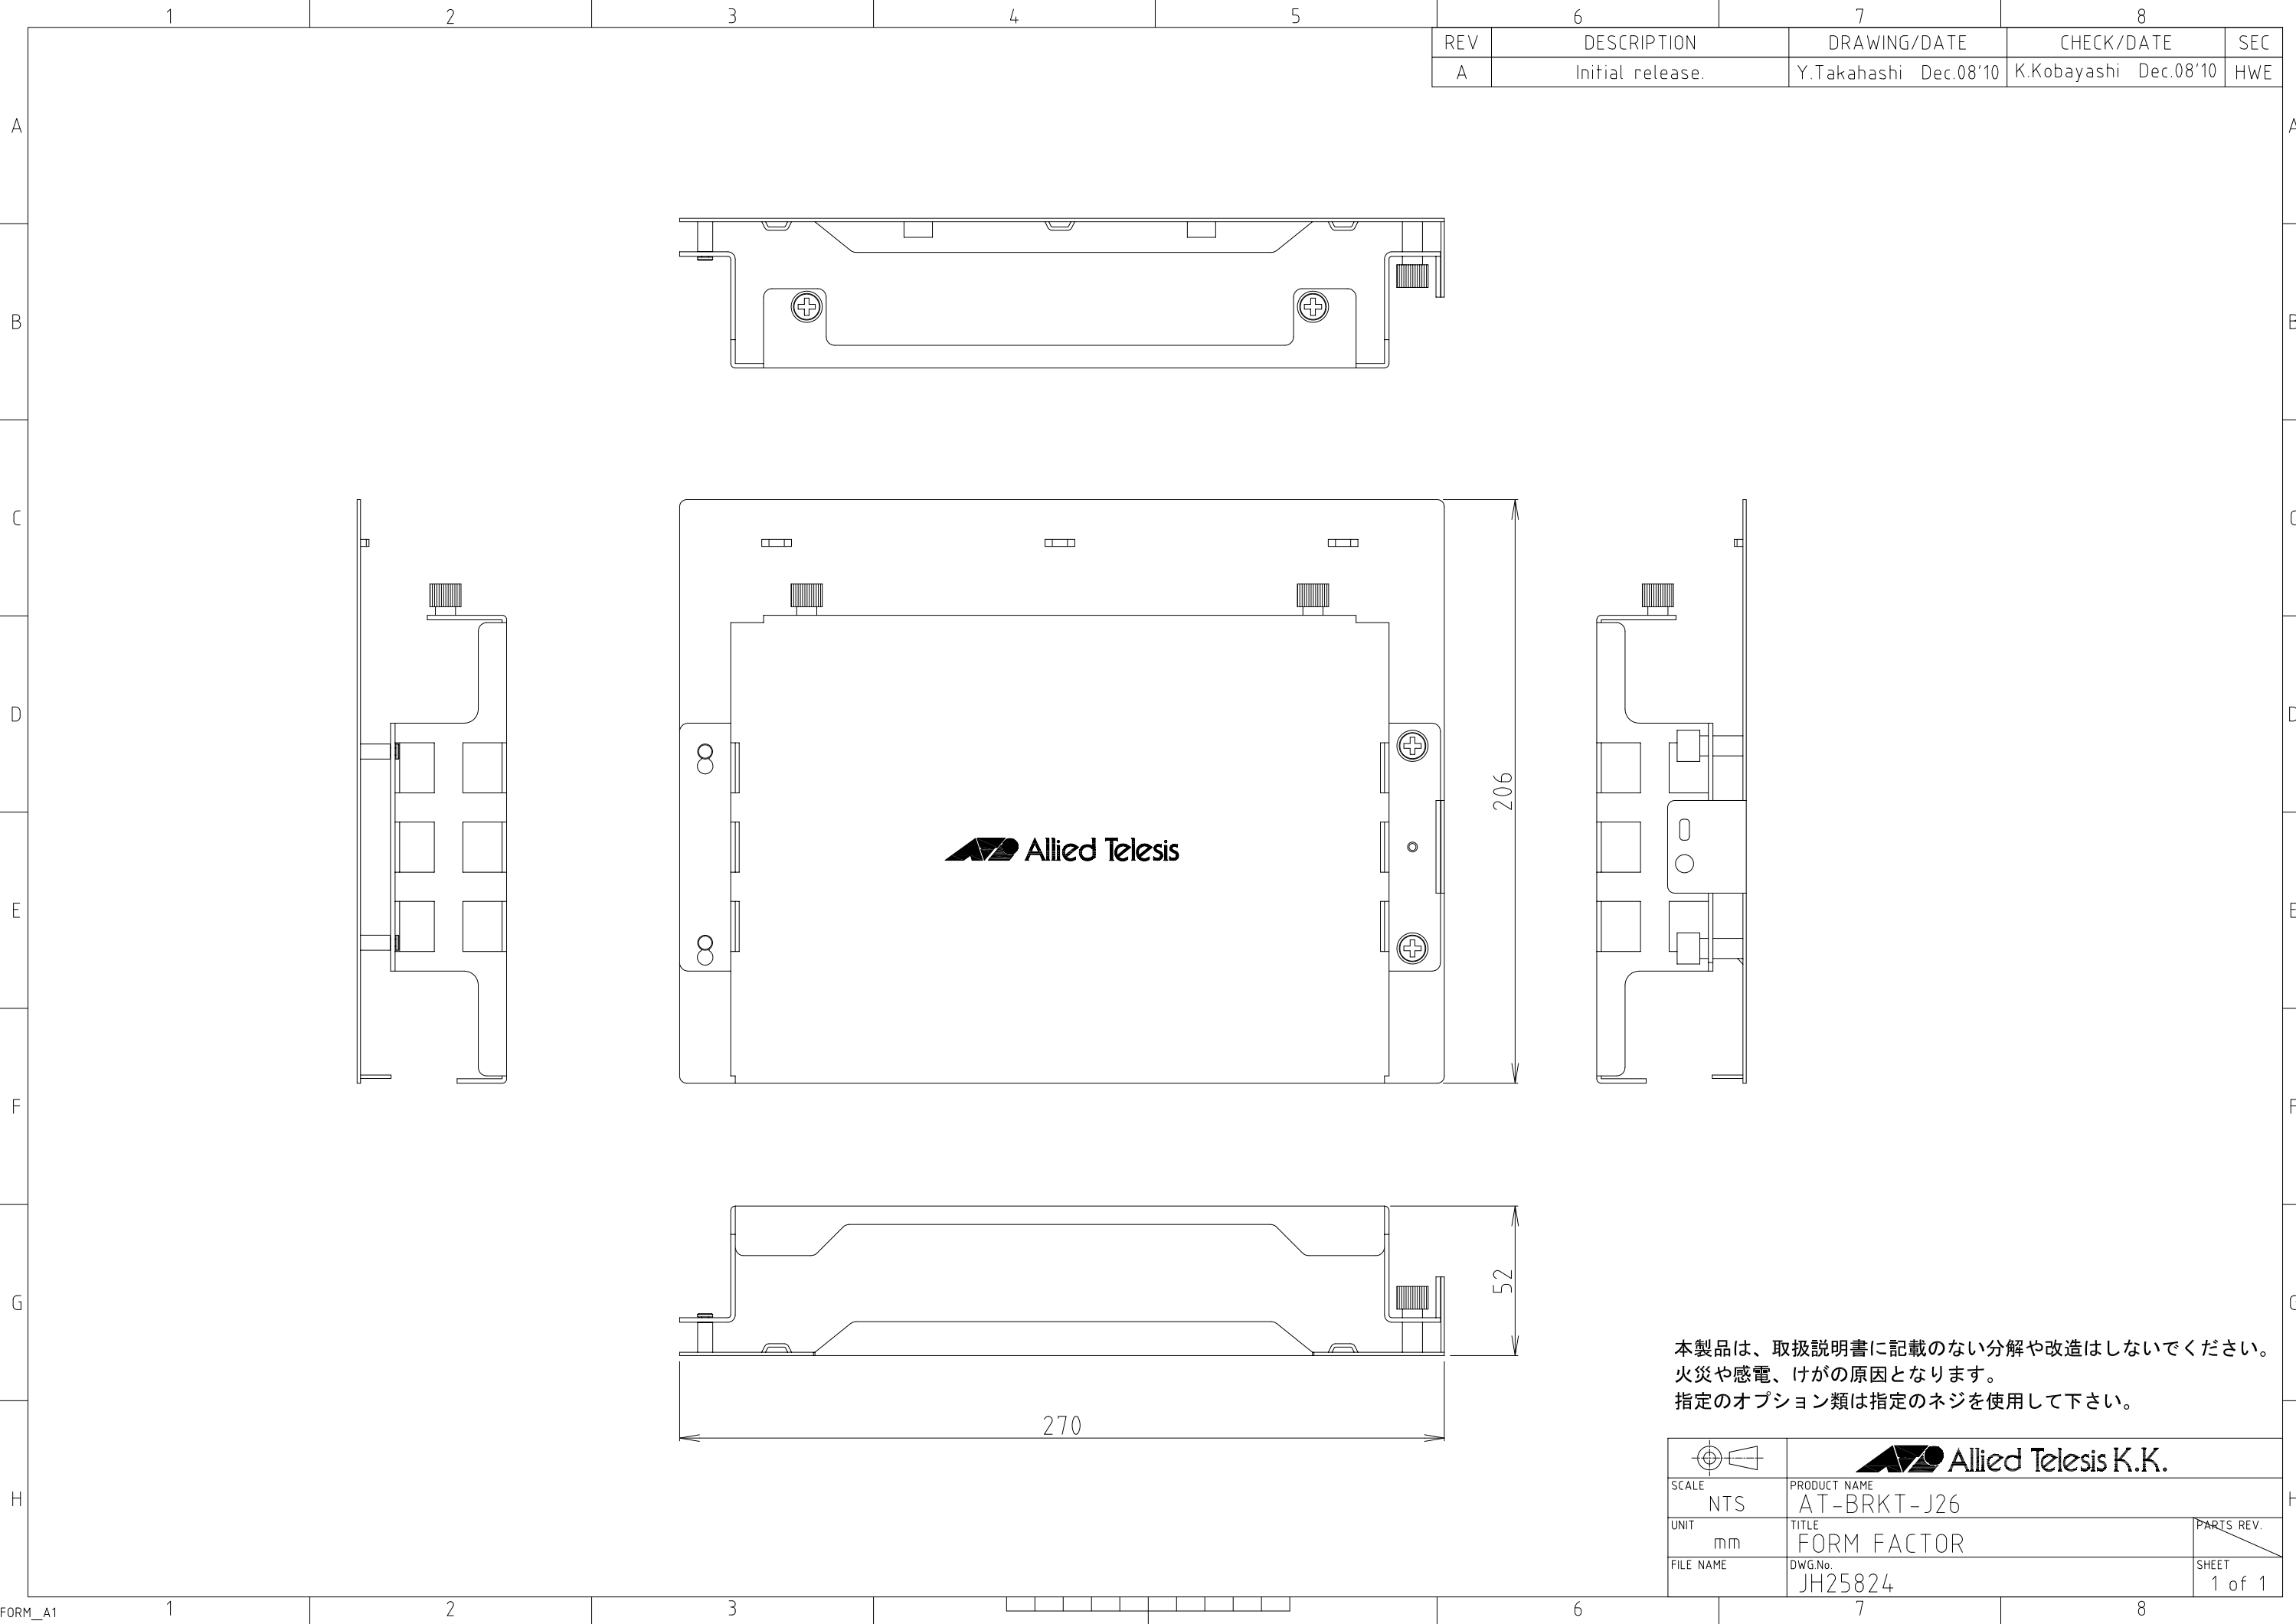 1 2 3 4 5 6 7 8
REV DESCRIPTION DRAWING/DATE CHECK/DATE SEC
A Initial release. Y.Takahashi Dec.08'10 K.Kobayashi Dec.08'10 HWE
A A
B B
C C
D D
206
Allied Telesis
E E
F F
52
G G
270
本製品は、取扱説明書に記載のない分解や改造はしないでください。
火災や感電、けがの原因となります。
指定のオプション類は指定のネジを使用して下さい。
Allied Telesis K.K.
H H
SCALE
NTS
PRODUCT NAME
AT-BRKT-J26
UNIT
mm
TITLE
FORM FACTOR
PARTS REV.
FILE NAME
DWG.No.
JH25824
SHEET
1 of 1
FORM_A1
1 2 3 6 7 8